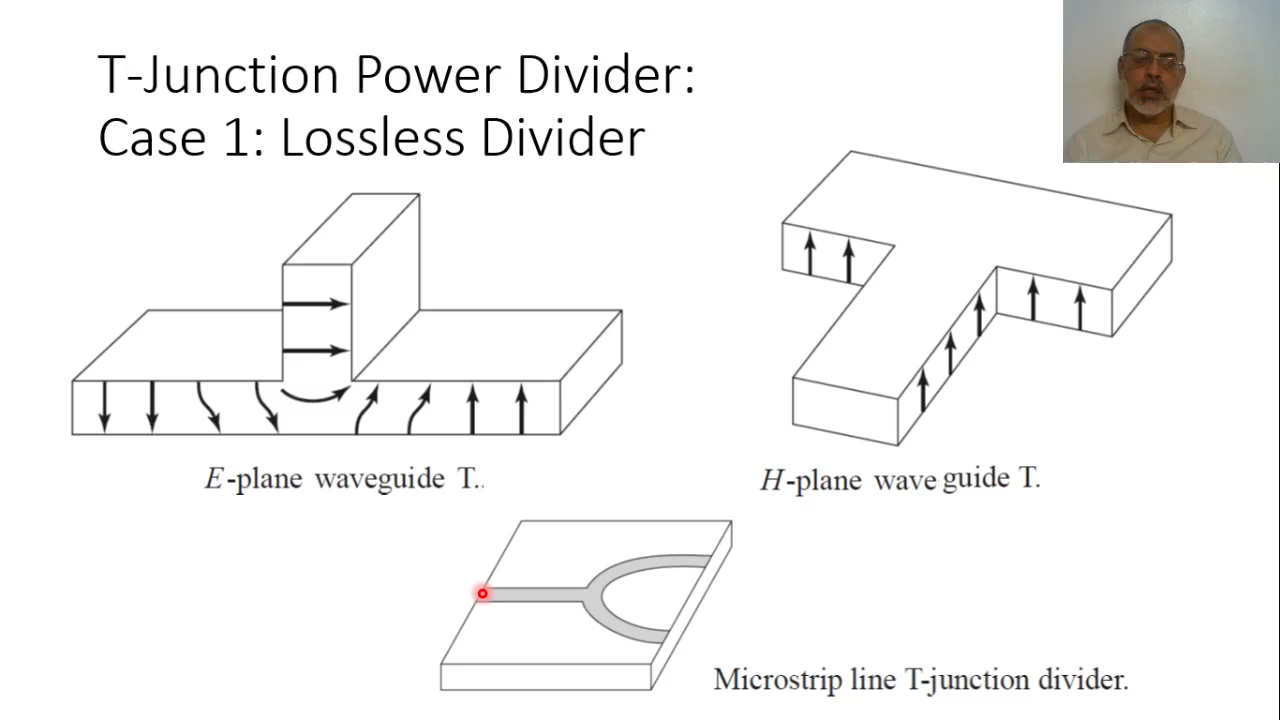 T-Junction Power Divider:
Case 1: Lossless Divider
E-plane waveguide T..
H-plane wave guide T.
Microstrip line T-junction divider.